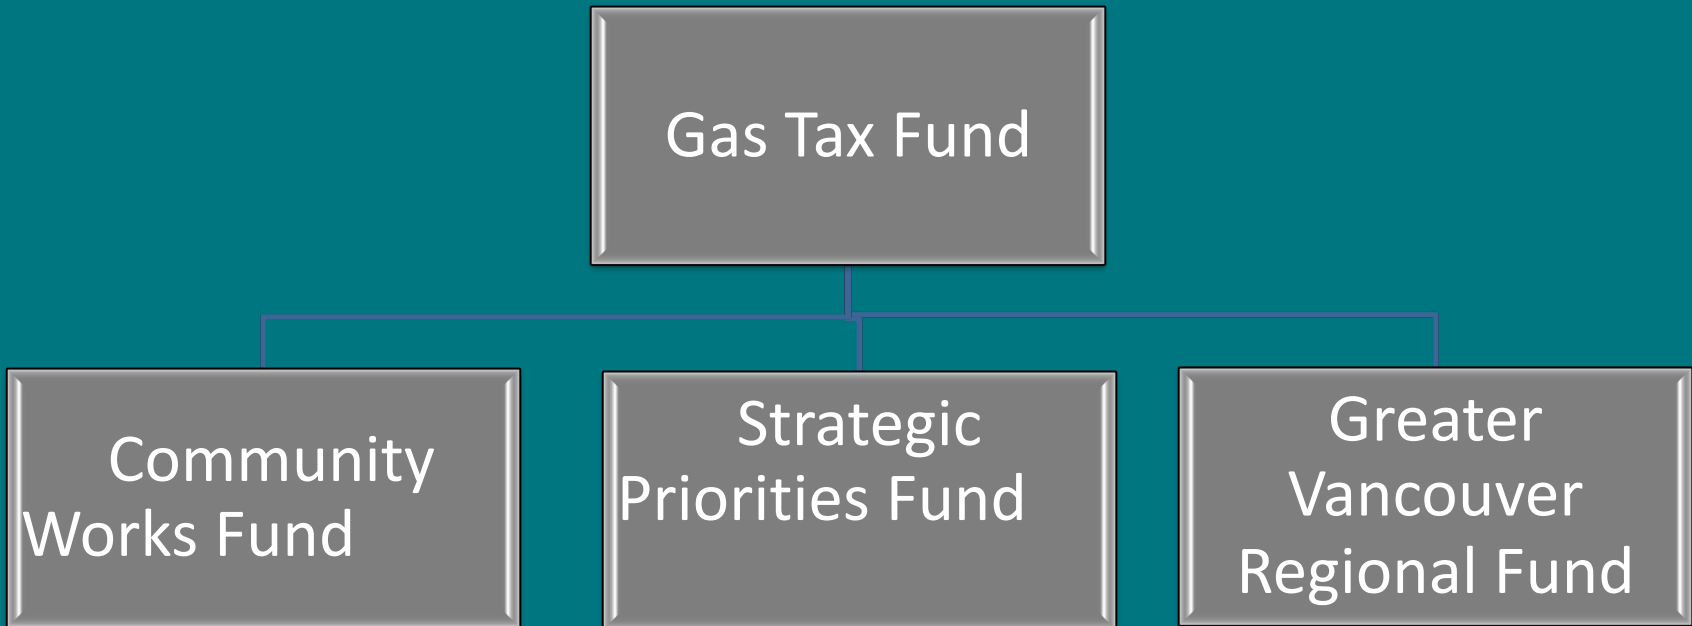 Gas Tax Fund
Community
Works Fund
Strategic
Priorities Fund
Greater
Vancouver
Regional Fund